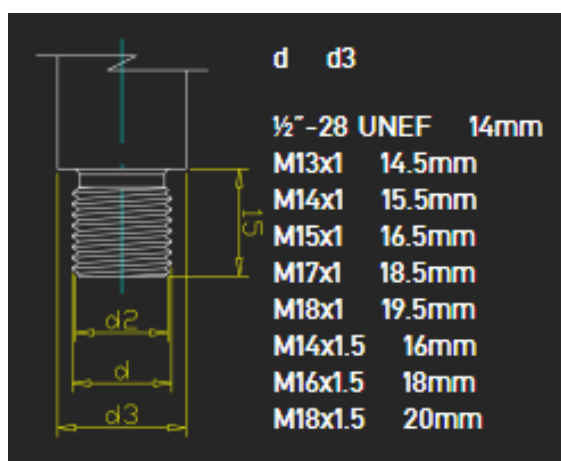 d d3
½"-28 UNEF 14mm
M13x1 14.5mm
M14x1 15.5mm
M15x1 16.5mm
M17x1 18.5mm
M18x1 19.5mm
M14x1.5 16mm
M16x1.5 18mm
M18x1.5 20mm
15
d2
d
d3